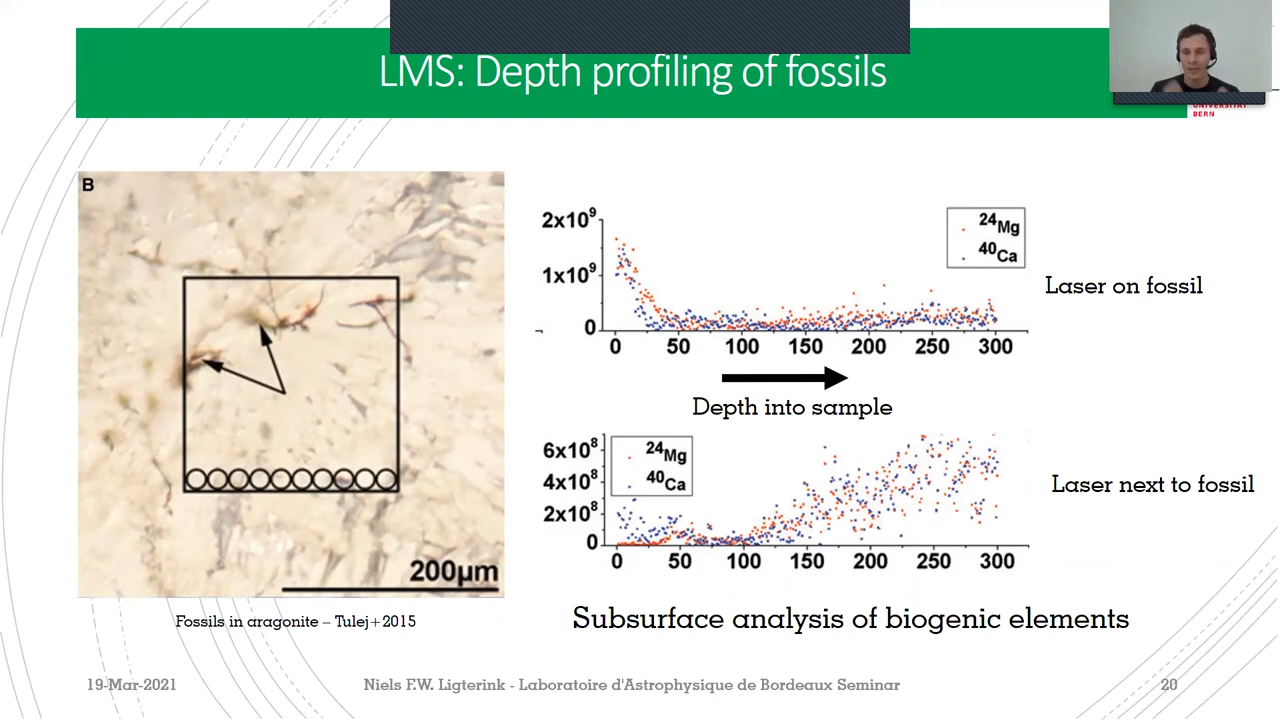 LMS: Depth profiling of fossils
UNIVERSITÄT
BERN
B
200µm
Fossils in aragonite – Tulej+2015
2x10⁹
1x10⁹
0
0 50 100 150 200 250 300
²⁴Mg
⁴⁰Ca
Laser on fossil
Depth into sample
6x10⁸
4x10⁸
2x10⁸
0
0 50 100 150 200 250 300
²⁴Mg
⁴⁰Ca
Laser next to fossil
Subsurface analysis of biogenic elements
19-Mar-2021
Niels F.W. Ligterink - Laboratoire d'Astrophysique de Bordeaux Seminar
20